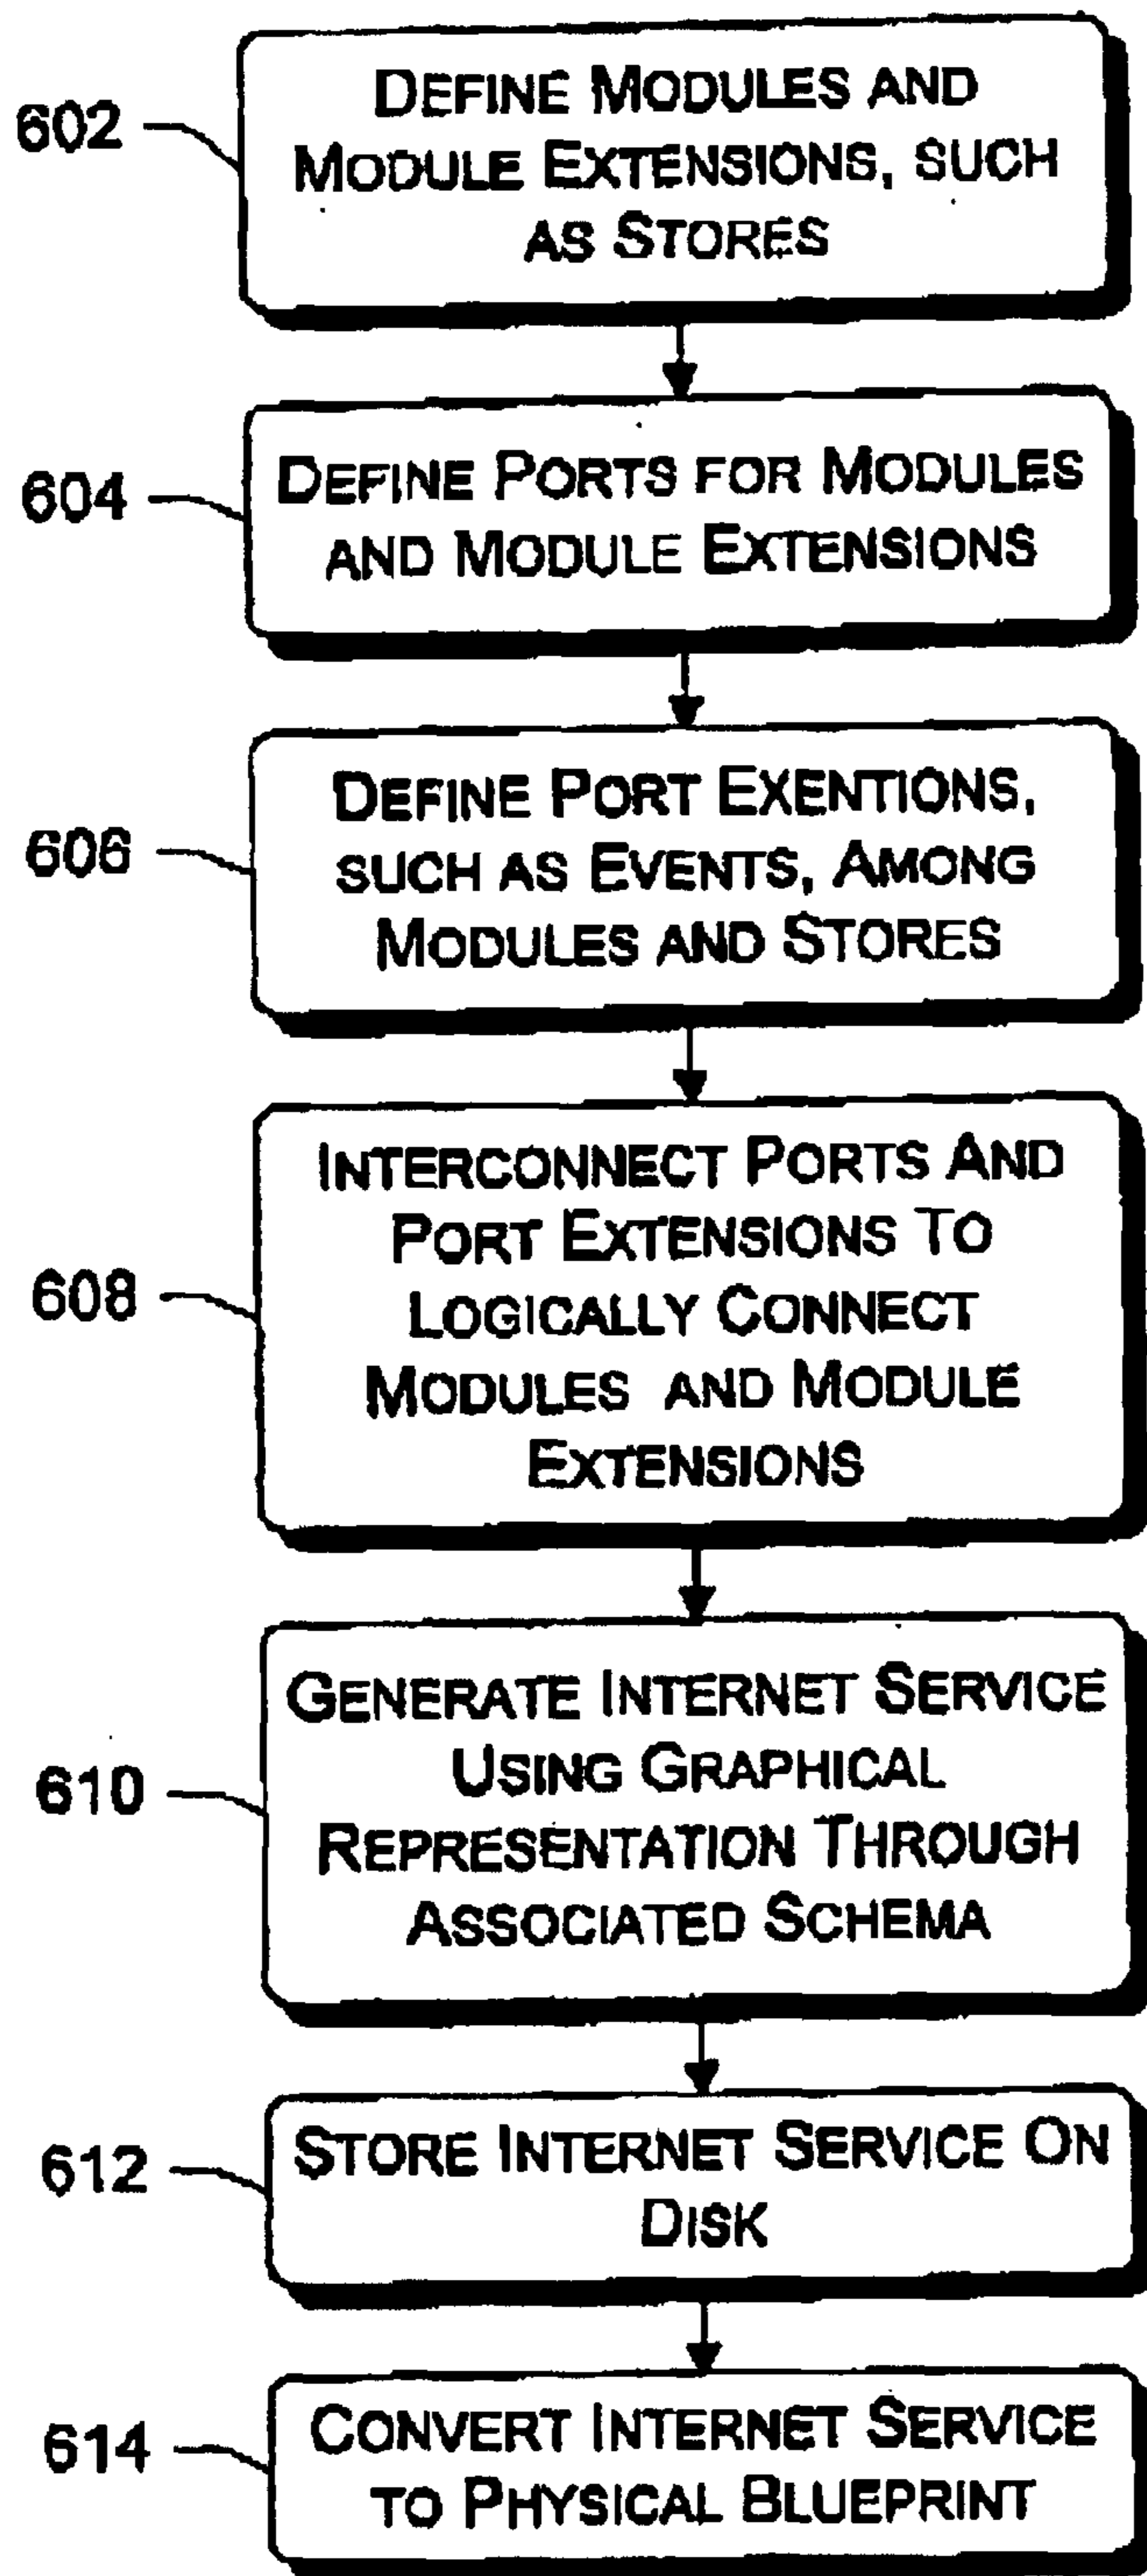 602
DEFINE MODULES AND
MODULE EXTENSIONS, SUCH
AS STORES
604
DEFINE PORTS FOR MODULES
AND MODULE EXTENSIONS
606
DEFINE PORT EXENTIONS,
SUCH AS EVENTS, AMONG
MODULES AND STORES
608
INTERCONNECT PORTS AND
PORT EXTENSIONS TO
LOGICALLY CONNECT
MODULES AND MODULE
EXTENSIONS
610
GENERATE INTERNET SERVICE
USING GRAPHICAL
REPRESENTATION THROUGH
ASSOCIATED SCHEMA
612
STORE INTERNET SERVICE ON
DISK
614
CONVERT INTERNET SERVICE
TO PHYSICAL BLUEPRINT